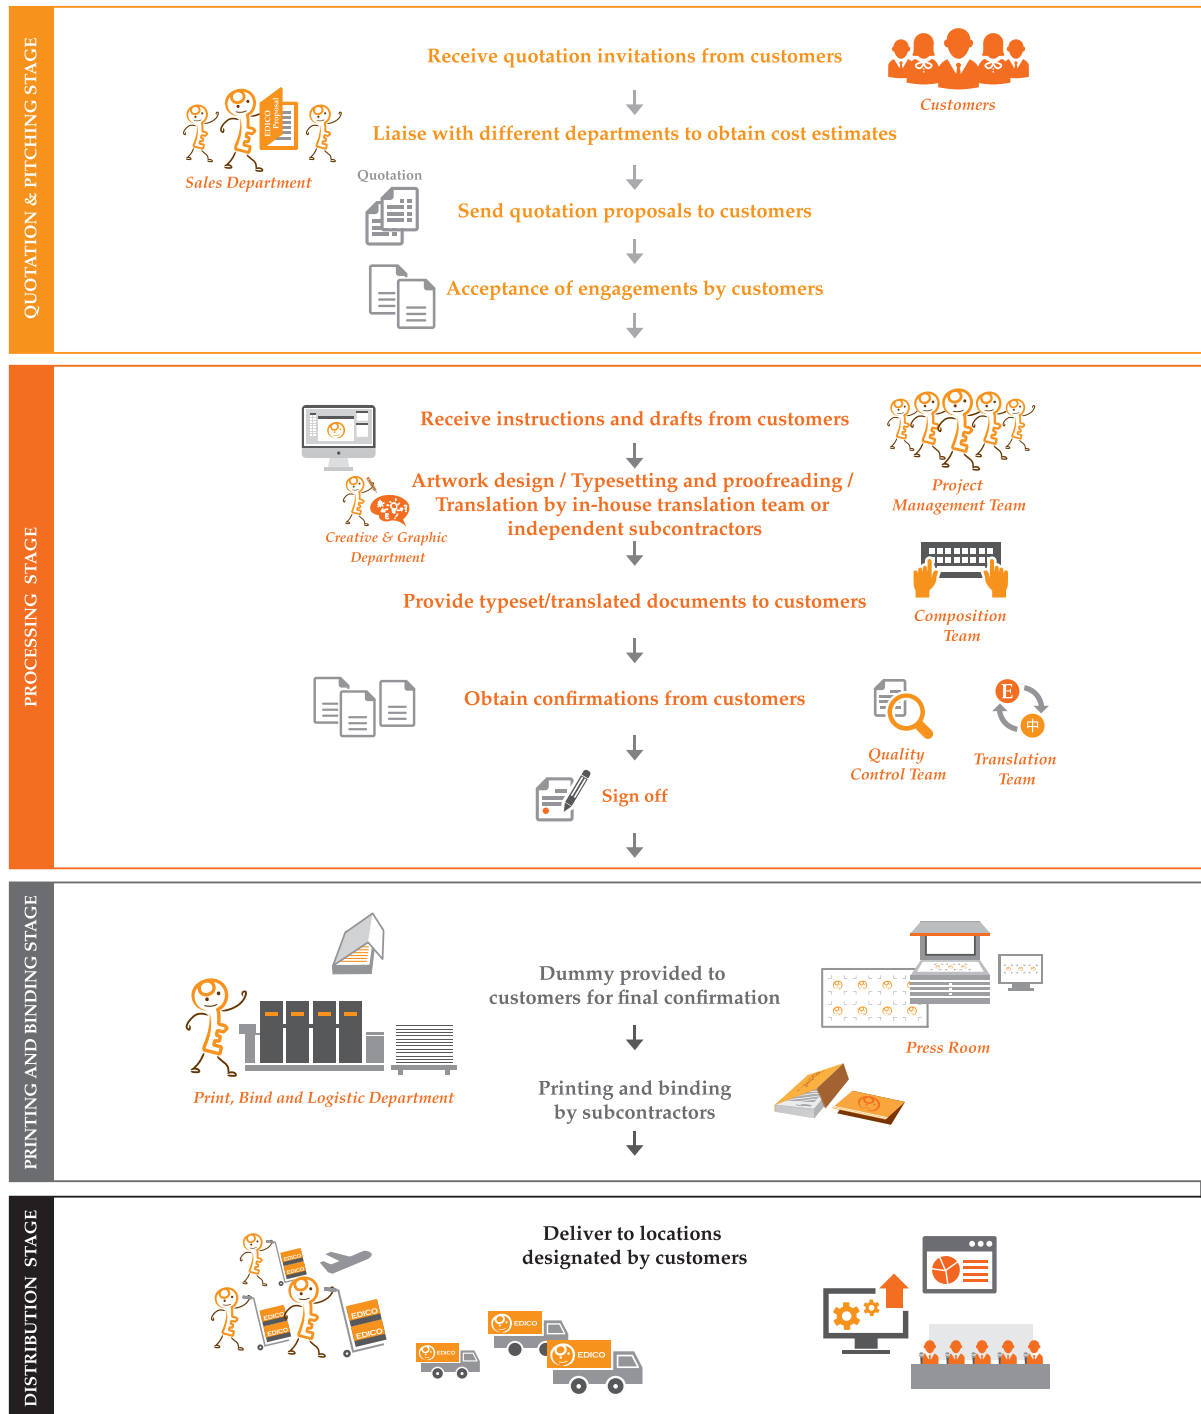 QUOTATION & PITCHING STAGE
Receive quotation invitations from customers
Customers
EDICO
Proposal
Sales Department
Liaise with different departments to obtain cost estimates
Quotation
Send quotation proposals to customers
Acceptance of engagements by customers
PROCESSING STAGE
Receive instructions and drafts from customers
Project
Management Team
Artwork design / Typesetting and proofreading /
Translation by in-house translation team or
independent subcontractors
Creative & Graphic
Department
Provide typeset/translated documents to customers
Composition
Team
Obtain confirmations from customers
Quality
Control Team
E
中
Translation
Team
Sign off
PRINTING AND BINDING STAGE
Dummy provided to
customers for final confirmation
Press Room
Print, Bind and Logistic Department
Printing and binding
by subcontractors
DISTRIBUTION STAGE
Deliver to locations
designated by customers
EDICO
EDICO
EDICO
EDICO
EDICO
EDICO
EDICO
EDICO
EDICO